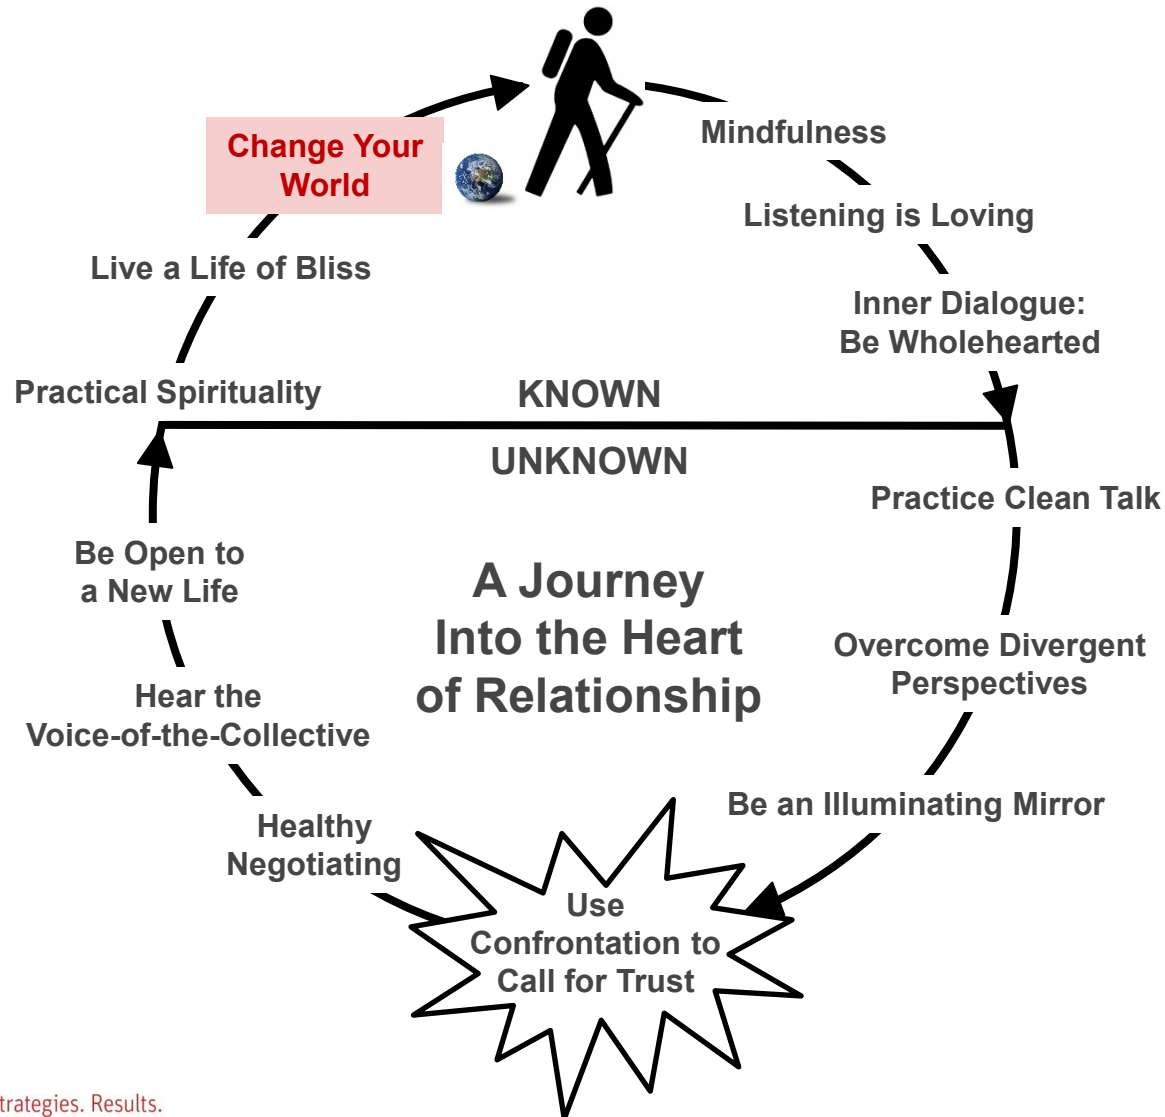 Change Your
World
Mindfulness
Listening is Loving
Live a Life of Bliss
Inner Dialogue:
Be Wholehearted
Practical Spirituality
KNOWN
UNKNOWN
Practice Clean Talk
Be Open to
a New Life
A Journey
Into the Heart
of Relationship
Overcome Divergent
Perspectives
Hear the
Voice-of-the-Collective
Be an Illuminating Mirror
Healthy
Negotiating
Use
Confrontation to
Call for Trust
Results.